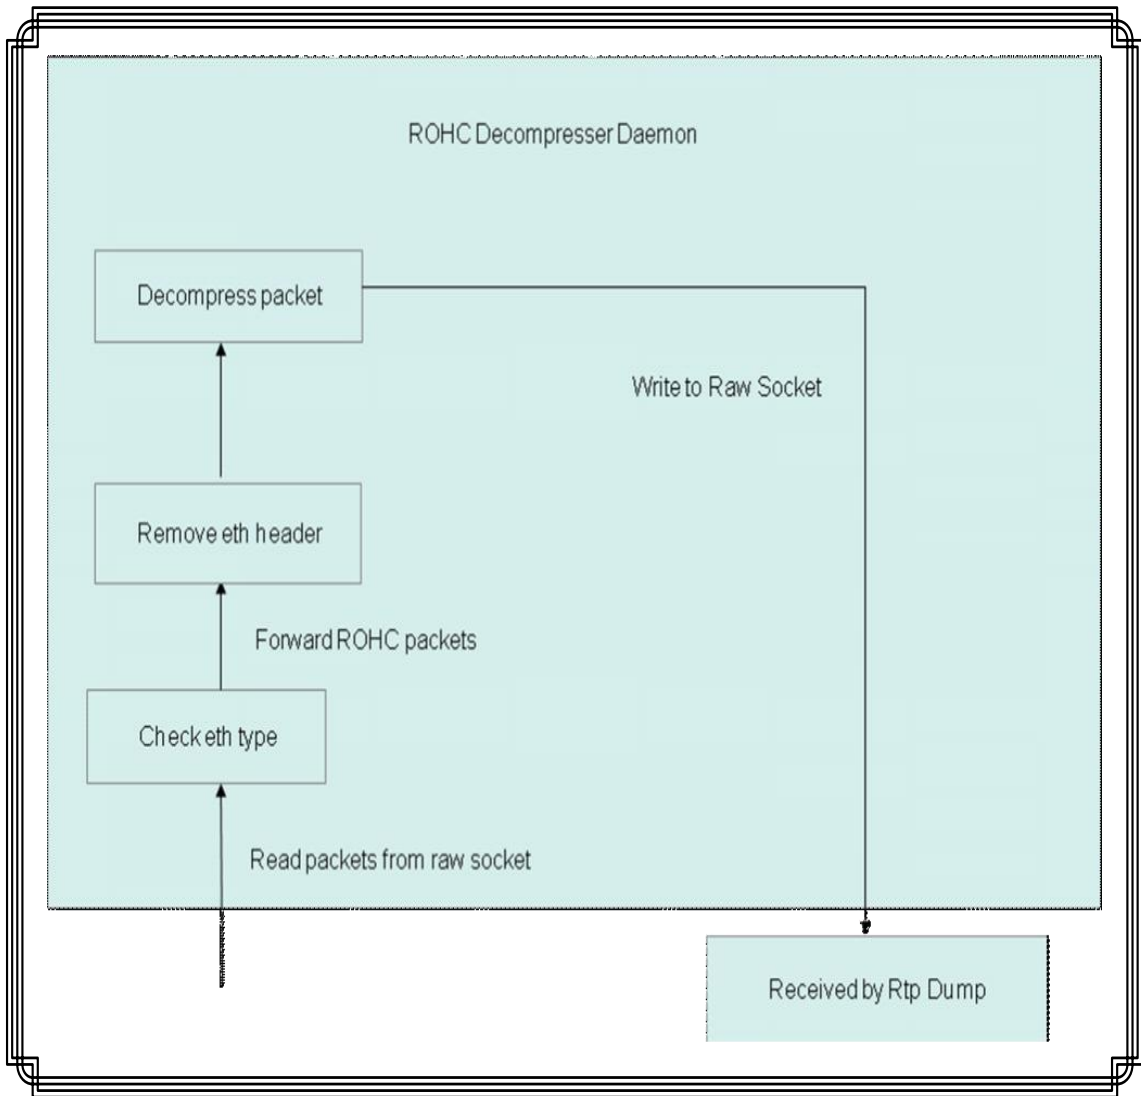 ROHC Decompresser Daemon
Decompress packet
Write to Raw Socket
Remove eth header
Forward ROHC packets
Check eth type
Read packets from raw socket
Received by Rtp Dump